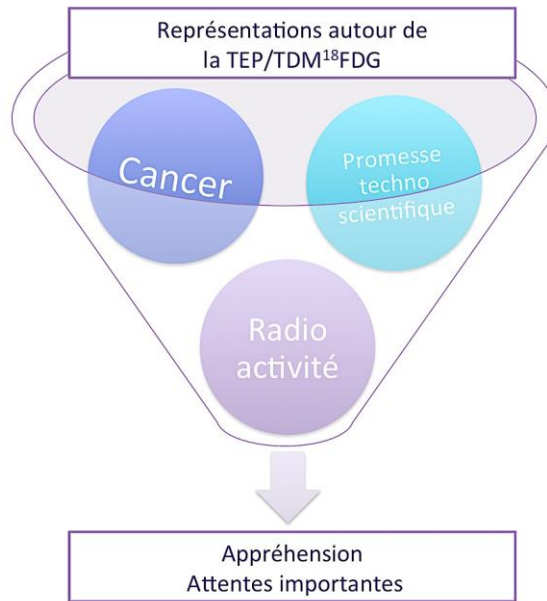 Représentations autour de
la TEP/TDM¹⁸FDG
Cancer
Promesse
techno
scientifique
Radio
activité
Appréhension
Attentes importantes